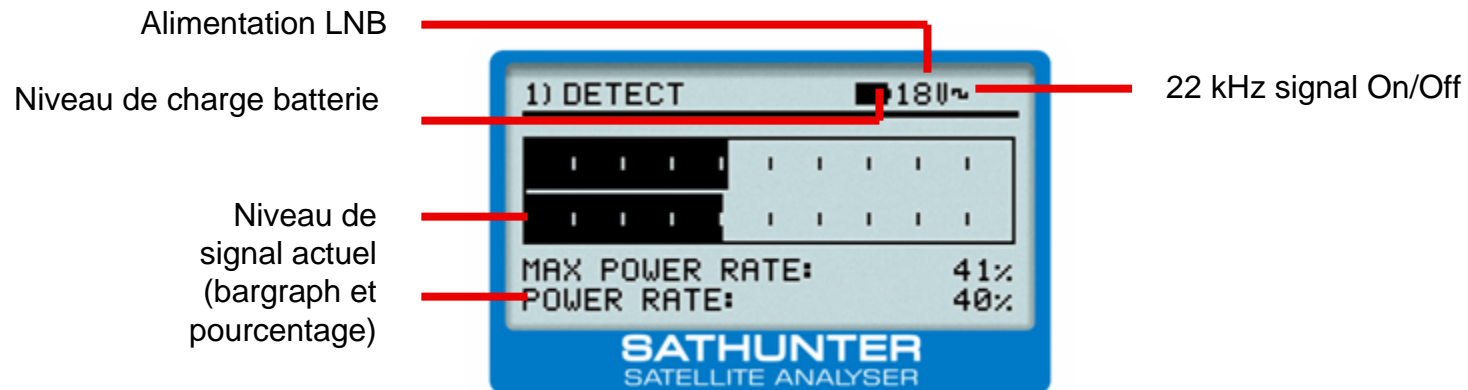 Alimentation LNB
Niveau de charge batterie
22 kHz signal On/Off
1) DETECT 18V~
Niveau de
signal actuel
(bargraph et
pourcentage)
MAX POWER RATE: 41%
POWER RATE: 40%
SATHUNTER
SATELLITE ANALYSER